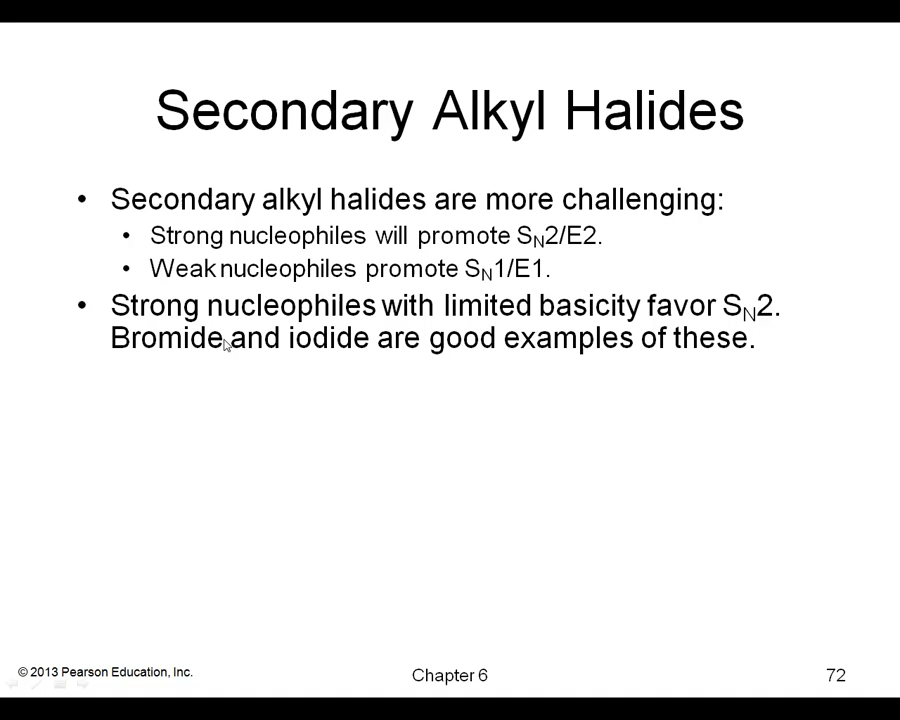 Secondary Alkyl Halides
• Secondary alkyl halides are more challenging:
• Strong nucleophiles will promote SN2/E2.
• Weak nucleophiles promote SN1/E1.
• Strong nucleophiles with limited basicity favor SN2.
Bromide and iodide are good examples of these.
© 2013 Pearson Education, Inc.
Chapter 6
72